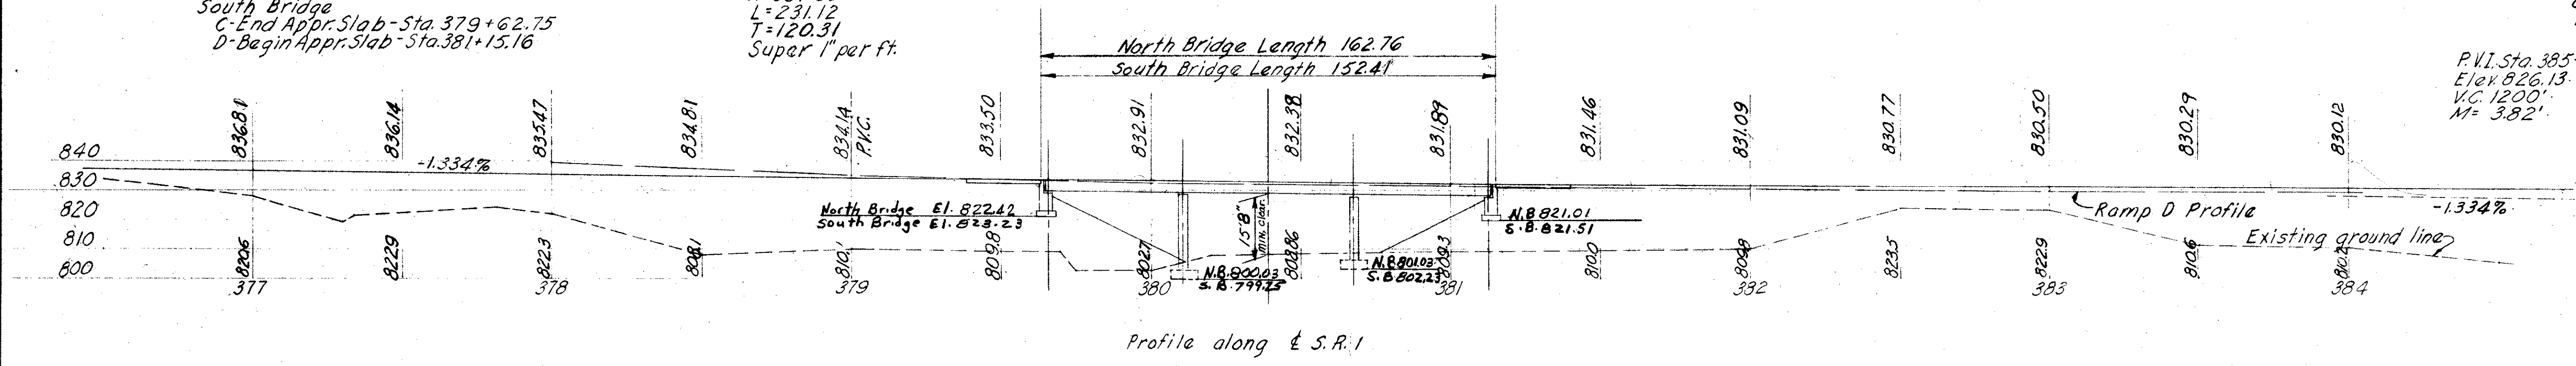 South Bridge
C-End Appr. Slab-Sta. 379+62.75
D-Begin Appr. Slab-Sta. 381+15.16
L=231.12
T=120.31
Super 1" per ft.
North Bridge Length 162.76
South Bridge Length 152.41
P.V.I. Sta. 385
Elev. 826.13
V.C. 1200'
M= 3.82'
836.81 836.14 835.47 834.81 834.14 P.V.C. 833.50 832.91 832.38 831.89 831.46 831.09 830.77 830.50 830.29 830.12
840
-1.334%
830
820
North Bridge El. 822.42
South Bridge El. 823.23
15'8" min. clear.
N.B 821.01
S.B. 821.51
Ramp D Profile
-1.334%
810
Existing ground line
800
820.6 822.9 822.3 808.1 810.1 809.8 802.7 808.86 809.3 810.0 809.8 823.5 822.9 810.6 810.2
N.B. 800.03
S.B. 799.25
N.B 801.03
S.B 802.23
377 378 379 380 381 382 383 384
Profile along ℄ S.R. 1